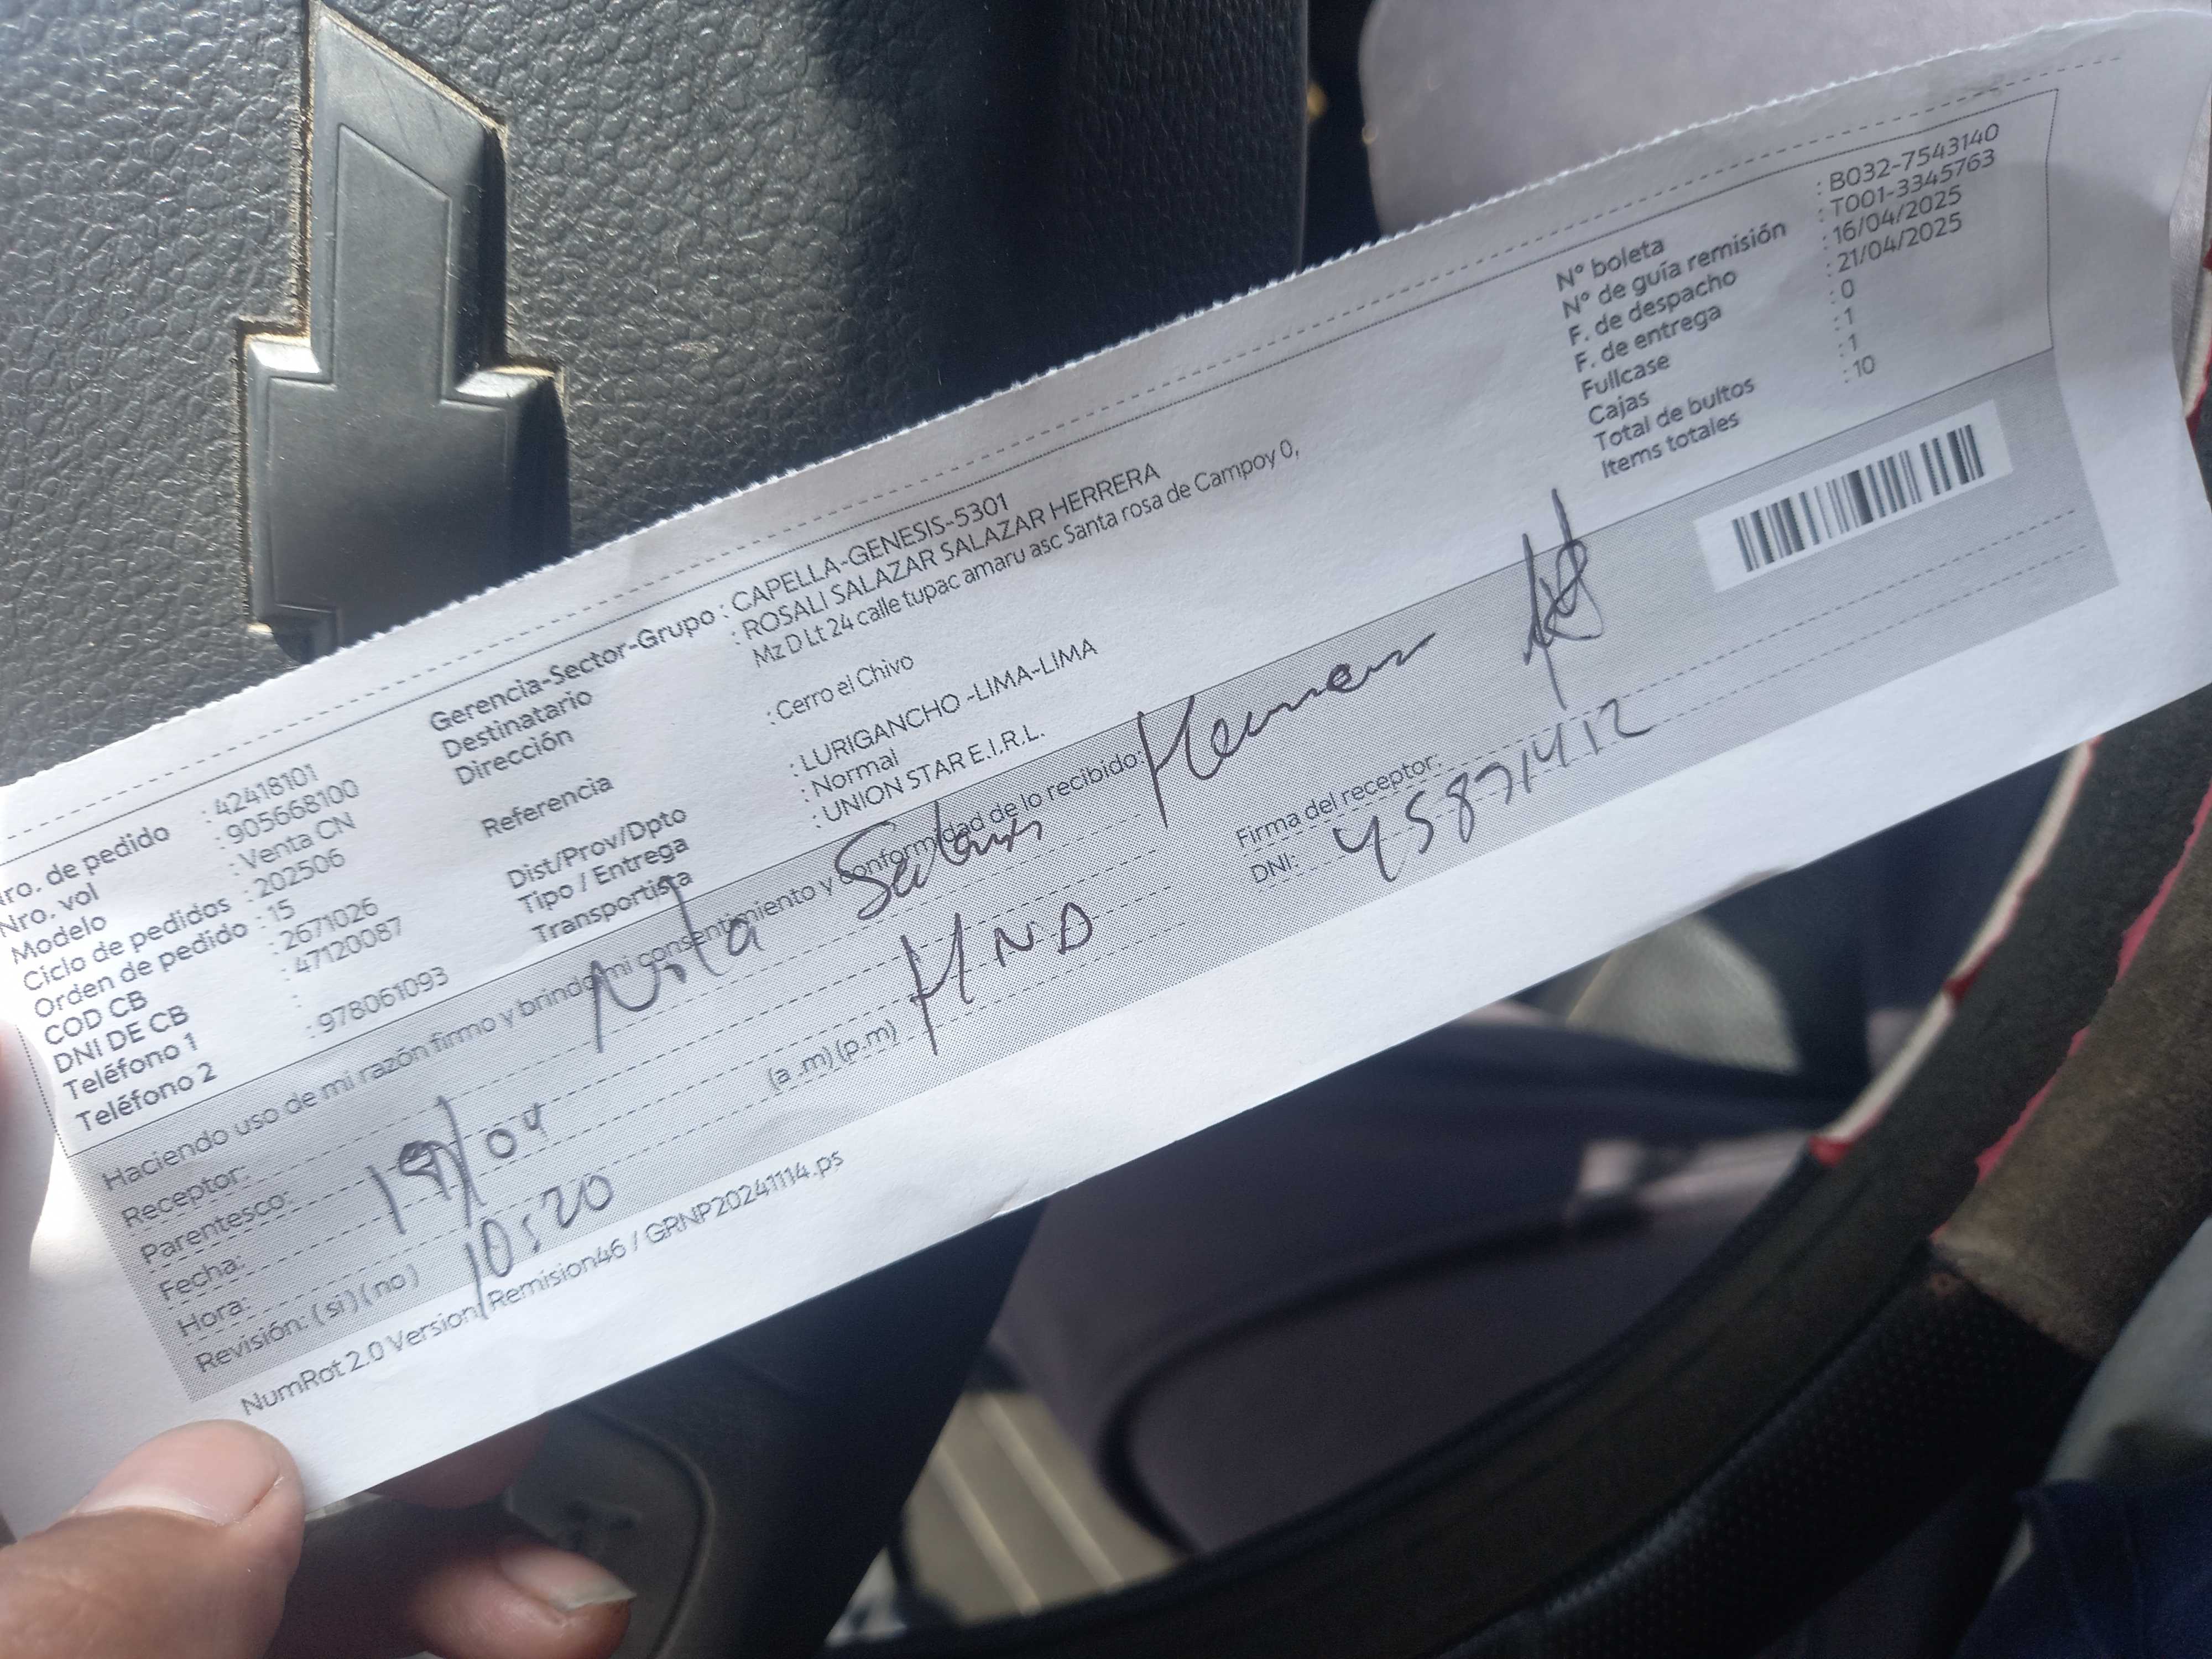 Nro. de pedido : 42418101
Nro. vol : 905668100
Modelo : Venta CN
Ciclo de pedidos : 202506
Orden de pedido : 15
COD CB : 2671026
DNI DE CB : 47120087
Teléfono 1 :
Teléfono 2 : 978061093
Gerencia-Sector-Grupo : CAPELLA-GENESIS-5301
Destinatario : ROSALI SALAZAR SALAZAR HERRERA
Dirección Mz D Lt 24 calle tupac amaru asc Santa rosa de Campoy 0,
Referencia : Cerro el Chivo
Dist/Prov/Dpto : LURIGANCHO -LIMA-LIMA
Tipo / Entrega : Normal
Transportista : UNION STAR E.I.R.L.
N° boleta : B032-7543140
N° de guía remisión : T001-3345763
F. de despacho : 16/04/2025
F. de entrega : 21/04/2025
Fullcase : 0
Cajas : 1
Total de bultos : 1
Items totales : 10
Haciendo uso de mi razón firmo y brindo mi consentimiento y conformidad de lo recibido:
Receptor:
Parentesco:
Fecha: 19/04
Hora: 10:20 (a .m) (p.m)
Revisión: ( si ) ( no )
Firma del receptor:
DNI: 45871412
NumRot 2.0 Version Remision46 / GRNP20241114.ps